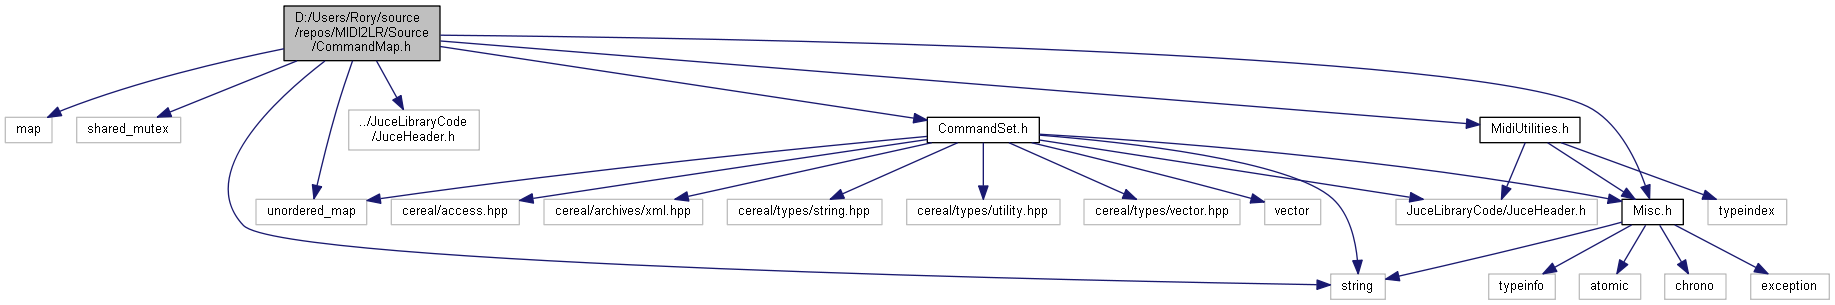 D:/Users/Rory/source
/repos/MIDI2LR/Source
/CommandMap.h
map
shared_mutex
../JuceLibraryCode
/JuceHeader.h
CommandSet.h
MidiUtilities.h
unordered_map
cereal/access.hpp
cereal/archives/xml.hpp
cereal/types/string.hpp
cereal/types/utility.hpp
cereal/types/vector.hpp
vector
JuceLibraryCode/JuceHeader.h
Misc.h
typeindex
string
typeinfo
atomic
chrono
exception